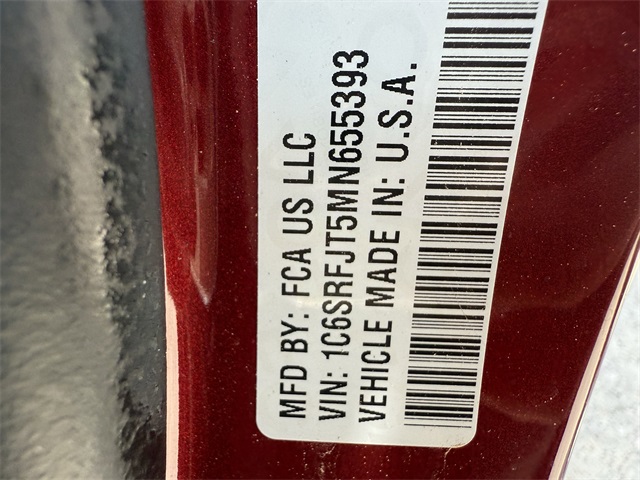 MFD BY: FCA US LLC
VIN: 1C6SRFJT5MN655393
VEHICLE MADE IN: U.S.A.